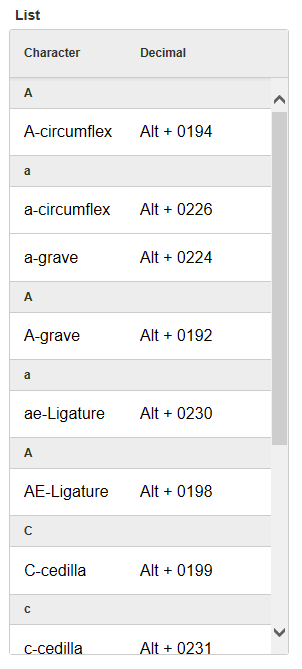 List
Character Decimal
A
A-circumflex Alt + 0194
a
a-circumflex Alt + 0226
a-grave Alt + 0224
A
A-grave Alt + 0192
a
ae-Ligature Alt + 0230
A
AE-Ligature Alt + 0198
C
C-cedilla Alt + 0199
c
c-cedilla Alt + 0231